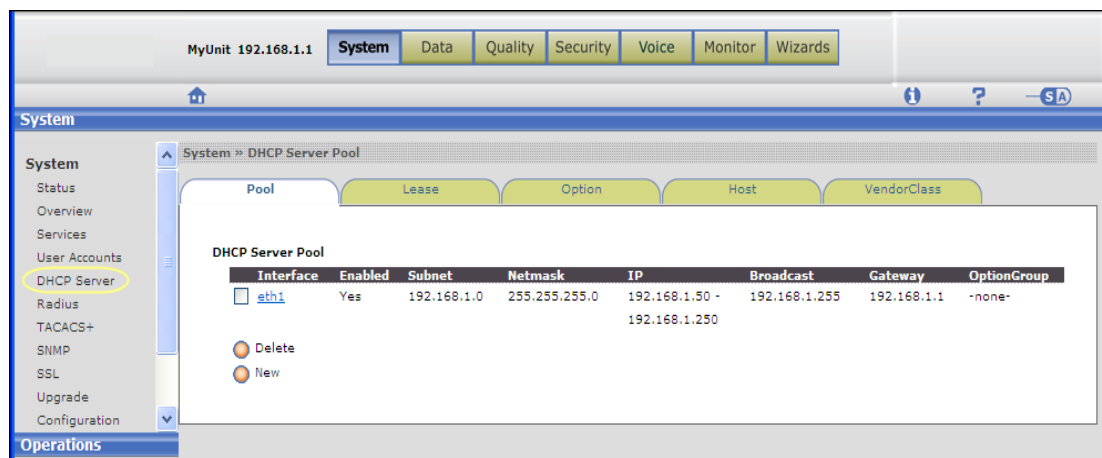 MyUnit 192.168.1.1 System Data Quality Security Voice Monitor Wizards
i ? SA
System
System
Status
Overview
Services
User Accounts
DHCP Server
Radius
TACACS+
SNMP
SSL
Upgrade
Configuration
Operations
System » DHCP Server Pool
Pool Lease Option Host VendorClass
DHCP Server Pool
Interface Enabled Subnet Netmask IP Broadcast Gateway OptionGroup
eth1 Yes 192.168.1.0 255.255.255.0 192.168.1.50 - 192.168.1.255 192.168.1.1 -none-
192.168.1.250
Delete
New